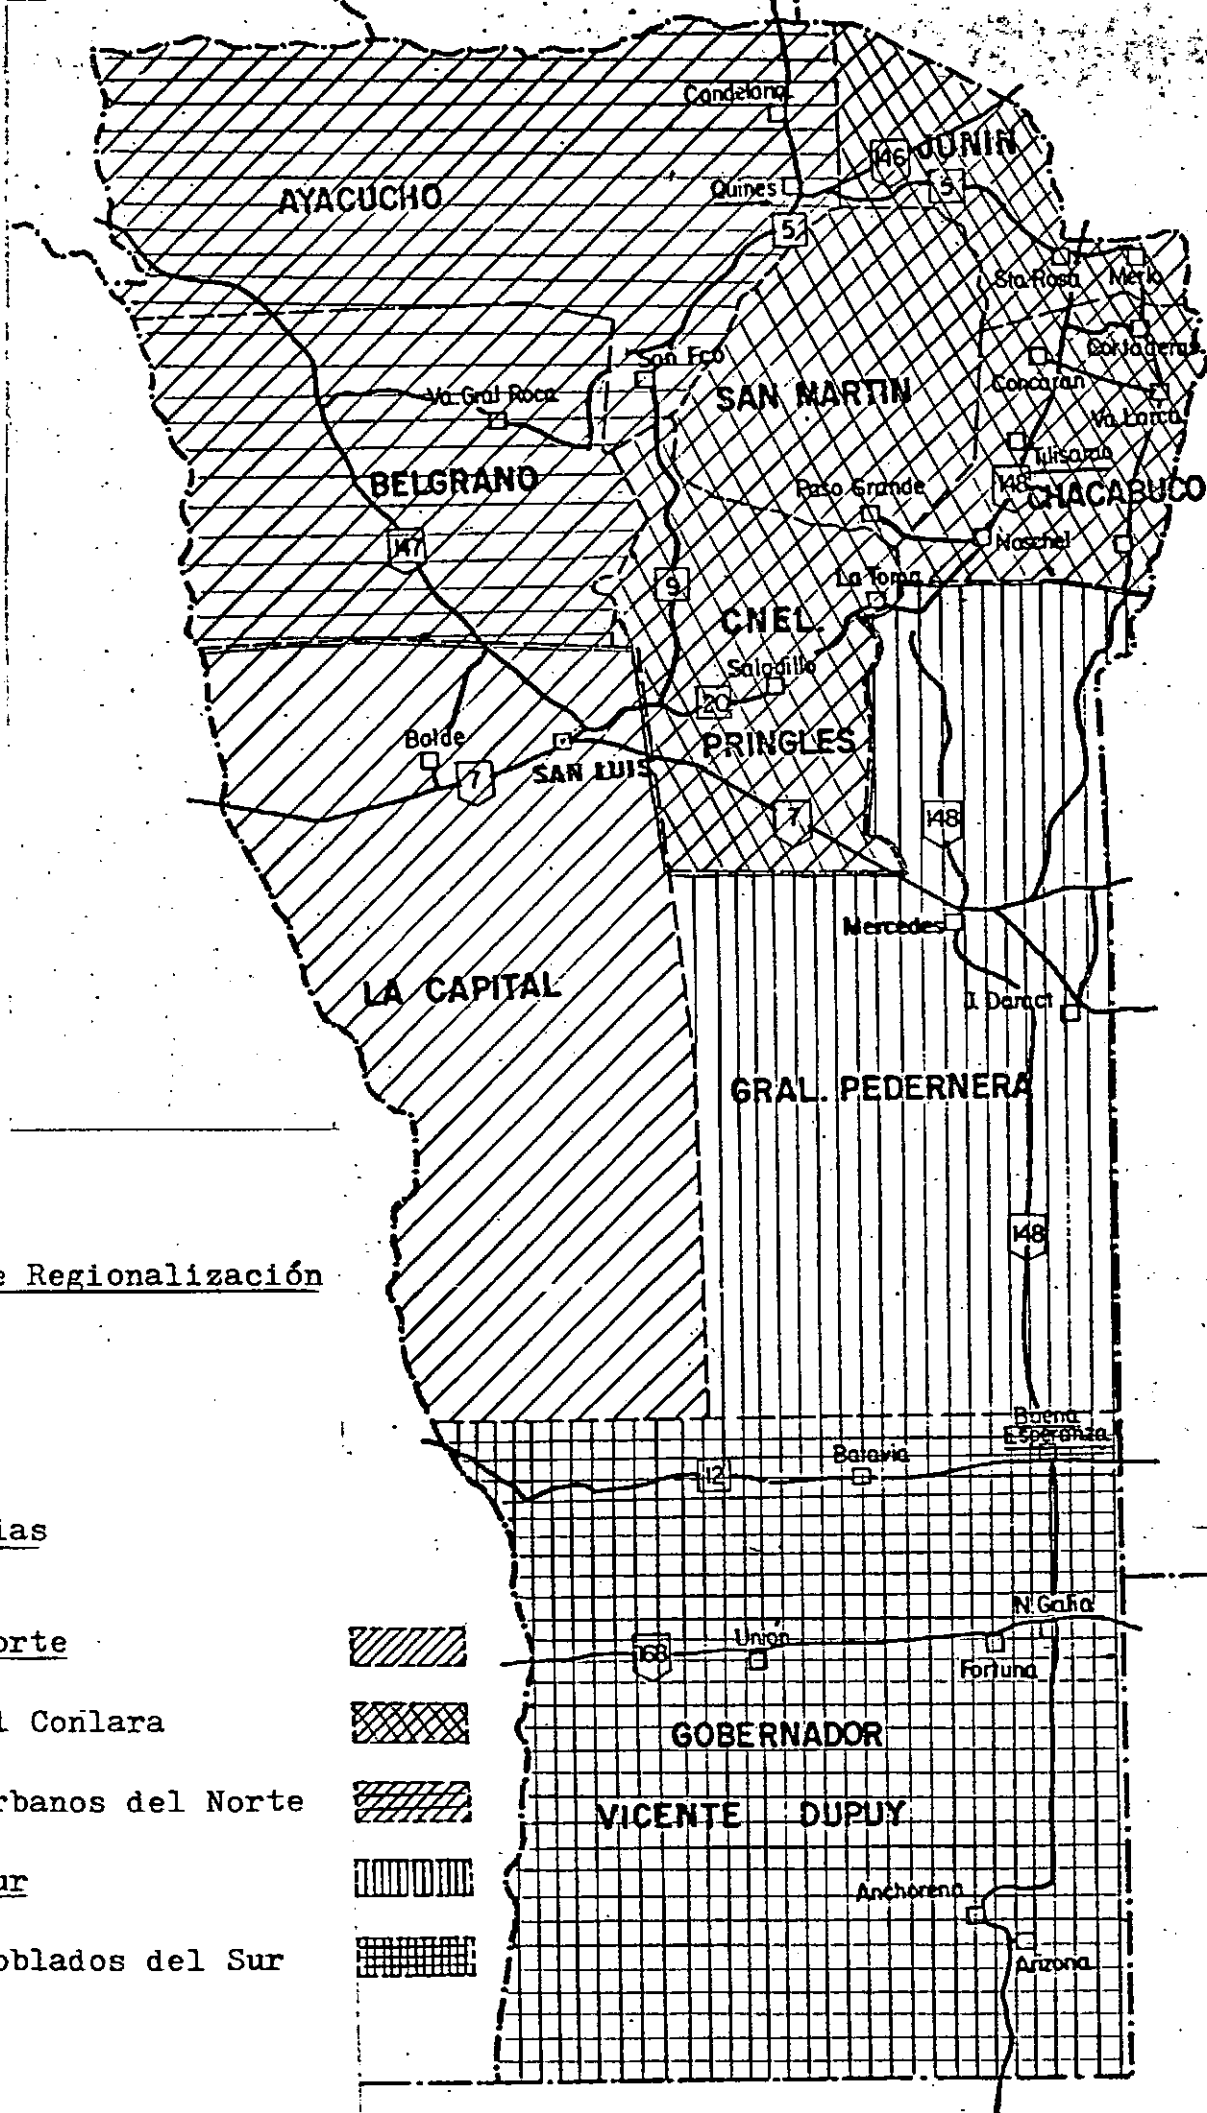 Candelaria
JUNIN
146
AYACUCHO
Quines
5
5
Sta Rosa
Merlo
Cortaderas
San Fco
Concaran
Va. Gral Roca
SAN MARTIN
Va. Larca
Tilisarao
BELGRANO
Paso Grande
148
CHACABUCO
Naschel
147
La Toma
9
CNEL.
Saladillo
20
Balde
PRINGLES
SAN LUIS
7
7
148
Mercedes
LA CAPITAL
J. Daract
GRAL. PEDERNERA
148
e Regionalización
Buena
Esperanza
Batavia
12
ias
N. Galia
orte
Unión
168
Fortuna
l Conlara
GOBERNADOR
rbanos del Norte
VICENTE DUPUY
ur
Anchorena
oblados del Sur
Arizona